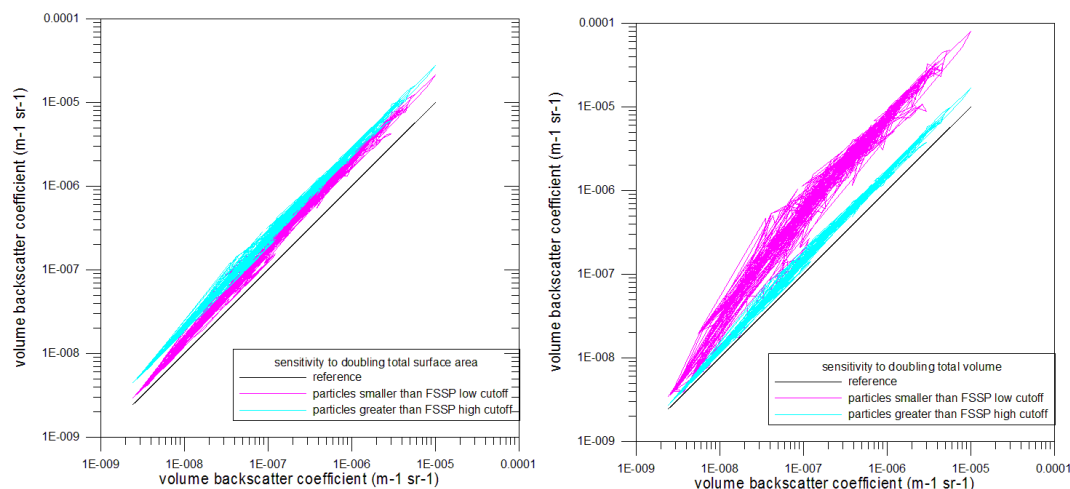 0.0001
1E-005
1E-006
1E-007
1E-008
1E-009
volume backscatter coefficient (m-1 sr-1)
sensitivity to doubling total surface area
reference
particles smaller than FSSP low cutoff
particles greater than FSSP high cutoff
1E-009 1E-008 1E-007 1E-006 1E-005 0.0001
volume backscatter coefficient (m-1 sr-1)
0.0001
1E-005
1E-006
1E-007
1E-008
1E-009
volume backscatter coefficient (m-1 sr-1)
sensitivity to doubling total volume
reference
particles smaller than FSSP low cutoff
particles greater than FSSP high cutoff
1E-009 1E-008 1E-007 1E-006 1E-005 0.0001
volume backscatter coefficient (m-1 sr-1)